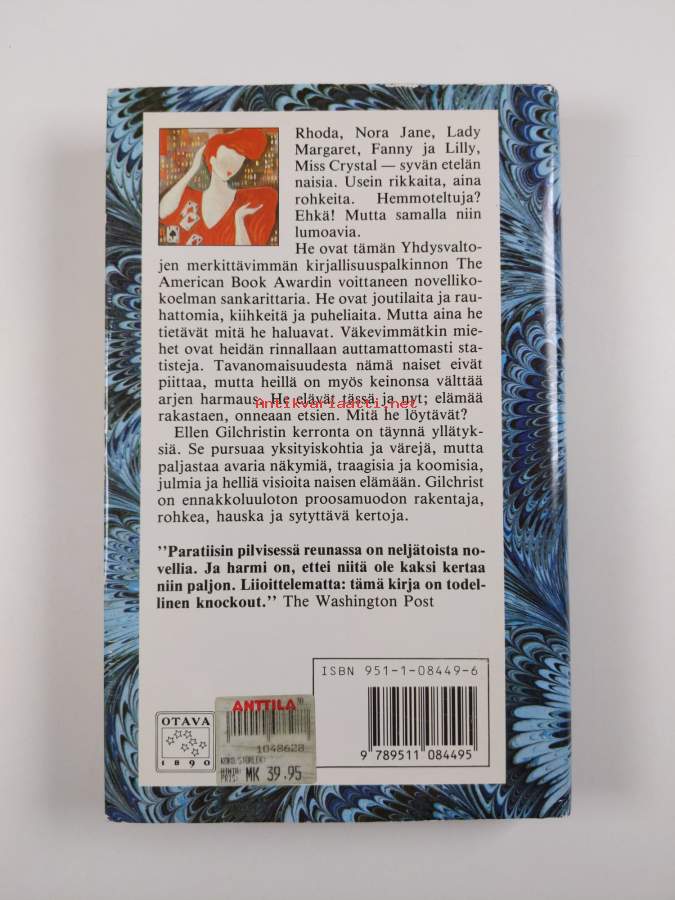 Rhoda, Nora Jane, Lady
Margaret, Fanny ja Lilly,
Miss Crystal — syvän etelän
naisia. Usein rikkaita, aina
rohkeita. Hemmoteltuja?
Ehkä! Mutta samalla niin
lumoavia.
He ovat tämän Yhdysvalto-
jen merkittävimmän kirjallisuuspalkinnon The
American Book Awardin voittaneen novelliko-
koelman sankarittaria. He ovat joutilaita ja rau-
hattomia, kiihkeitä ja puheliaita. Mutta aina he
tietävät mitä he haluavat. Väkevimmätkin mie-
het ovat heidän rinnallaan auttamattomasti sta-
tisteja. Tavanomaisuudesta nämä naiset eivät
piittaa, mutta heillä on myös keinonsa välttää
arjen harmaus. He elävät tässä ja nyt; elämää
Antikvariaatti.net
rakastaen, onneaan etsien. Mitä he löytävät?
Ellen Gilchristin kerronta on täynnä yllätyk-
siä. Se pursuaa yksityiskohtia ja värejä, mutta
paljastaa avaria näkymiä, traagisia ja koomisia,
julmia ja helliä visioita naisen elämään. Gilchrist
on ennakkoluuloton proosamuodon rakentaja,
rohkea, hauska ja sytyttävä kertoja.
"Paratiisin pilvisessä reunassa on neljätoista no-
vellia. Ja harmi on, ettei niitä ole kaksi kertaa
niin paljon. Liioittelematta: tämä kirja on todel-
linen knockout." The Washington Post
ISBN 951-1-08449-6
9 789511 084495
OTAVA
1890
ANTTILA
1048628
KOKO/STORLEK:
HINTA:
PRIS: MK 39.95